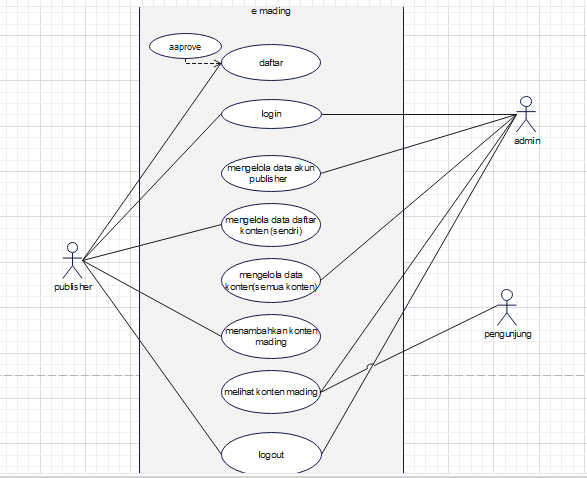 e mading
aaprove
daftar
login
admin
mengelola data akun
publisher
mengelola data daftar
konten (sendri)
publisher
mengelola data
konten(semua konten)
menambahkan konten
mading
pengunjung
melihat konten mading
logout